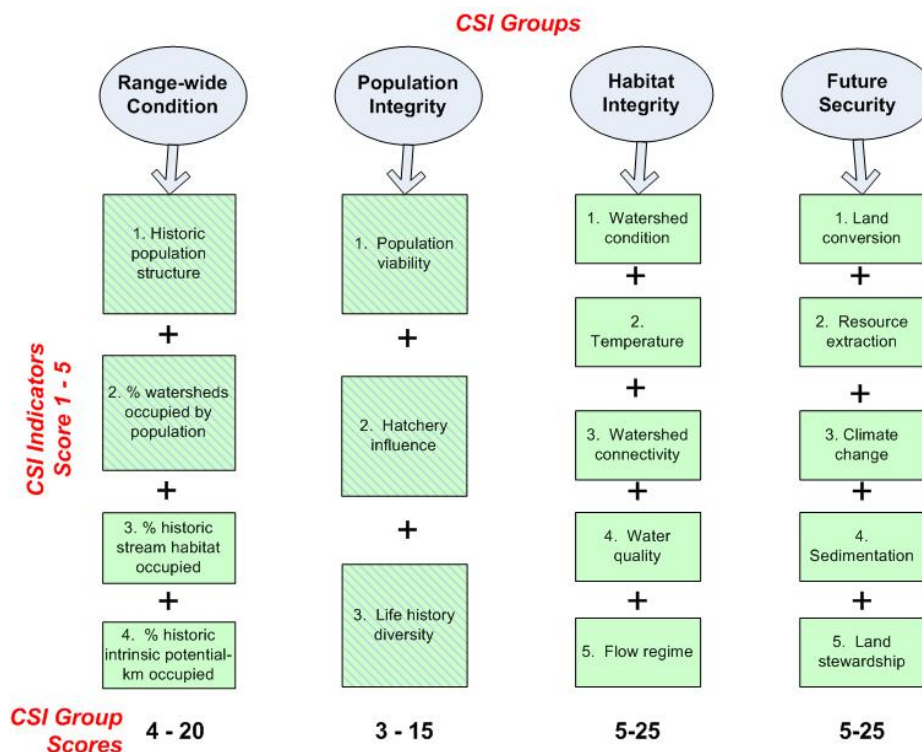 CSI Groups
Range-wide
Condition
Population
Integrity
Habitat
Integrity
Future
Security
CSI Indicators
Score 1 - 5
1. Historic
population
structure
+
2. % watersheds
occupied by
population
+
3. % historic
stream habitat
occupied
+
4. % historic
intrinsic potential-
km occupied
1. Population
viability
+
2. Hatchery
influence
+
3. Life history
diversity
1. Watershed
condition
+
2.
Temperature
+
3. Watershed
connectivity
+
4. Water
quality
+
5. Flow regime
1. Land
conversion
+
2. Resource
extraction
+
3. Climate
change
+
4.
Sedimentation
+
5. Land
stewardship
CSI Group
Scores
4 - 20
3 - 15
5-25
5-25